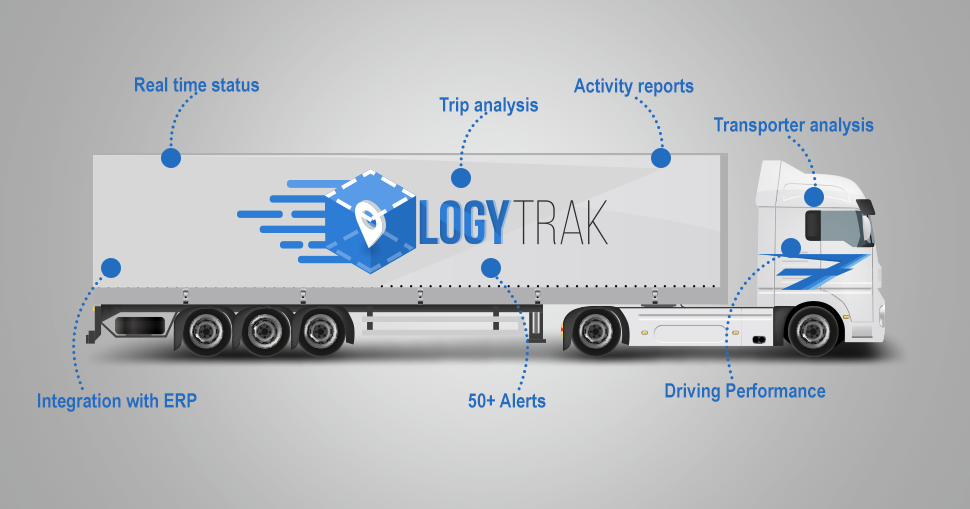 Real time status
Trip analysis
Activity reports
Transporter analysis
LOGYTRAK
Integration with ERP
50+ Alerts
Driving Performance